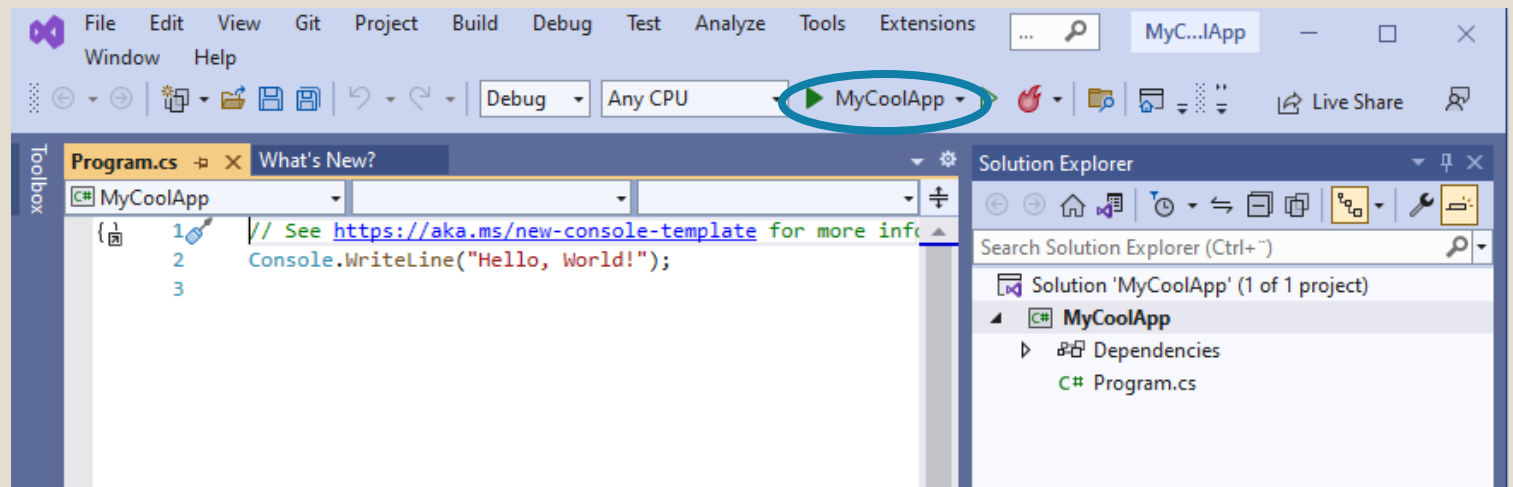 File Edit View Git Project Build Debug Test Analyze Tools Extensions ... MyC...lApp
Window Help
Debug Any CPU MyCoolApp Live Share
Toolbox
Program.cs What's New?
C# MyCoolApp
1 // See https://aka.ms/new-console-template for more info
2 Console.WriteLine("Hello, World!");
3
Solution Explorer
Search Solution Explorer (Ctrl+¨)
Solution 'MyCoolApp' (1 of 1 project)
C# MyCoolApp
Dependencies
C# Program.cs